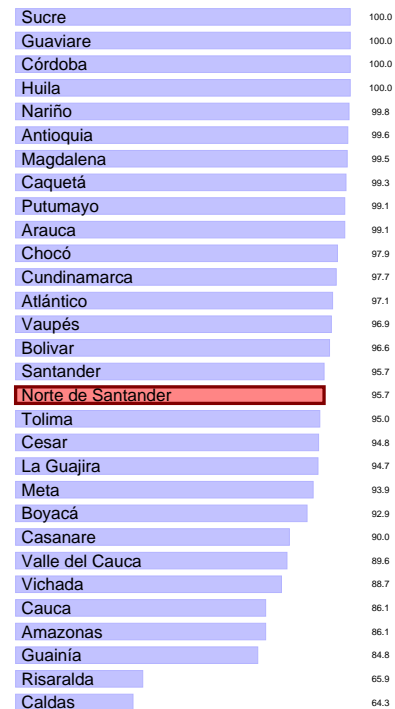 Sucre 100.0
Guaviare 100.0
Córdoba 100.0
Huila 100.0
Nariño 99.8
Antioquia 99.6
Magdalena 99.5
Caquetá 99.3
Putumayo 99.1
Arauca 99.1
Chocó 97.9
Cundinamarca 97.7
Atlántico 97.1
Vaupés 96.9
Bolivar 96.6
Santander 95.7
Norte de Santander 95.7
Tolima 95.0
Cesar 94.8
La Guajira 94.7
Meta 93.9
Boyacá 92.9
Casanare 90.0
Valle del Cauca 89.6
Vichada 88.7
Cauca 86.1
Amazonas 86.1
Guainía 84.8
Risaralda 65.9
Caldas 64.3